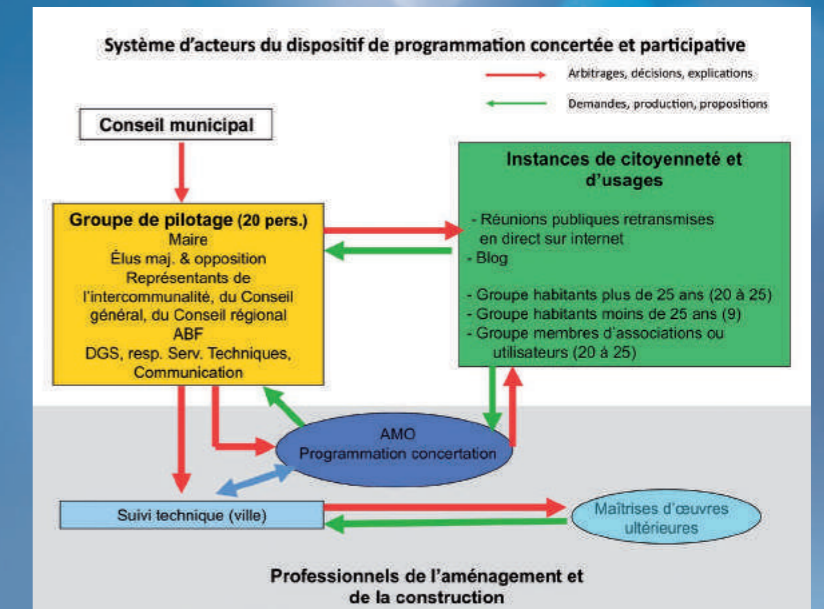 Système d'acteurs du dispositif de programmation concertée et participative
Arbitrages, décisions, explications
Demandes, production, propositions
Conseil municipal
Groupe de pilotage (20 pers.)
Maire
Élus maj. & opposition
Représentants de
l'intercommunalité, du Conseil
général, du Conseil régional
ABF
DGS, resp. Serv. Techniques,
Communication
Instances de citoyenneté et
d'usages
- Réunions publiques retransmises
en direct sur internet
- Blog
- Groupe habitants plus de 25 ans (20 à 25)
- Groupe habitants moins de 25 ans (9)
- Groupe membres d'associations ou
utilisateurs (20 à 25)
AMO
Programmation concertation
Suivi technique (ville)
Maîtrises d'œuvres
ultérieures
Professionnels de l'aménagement et
de la construction